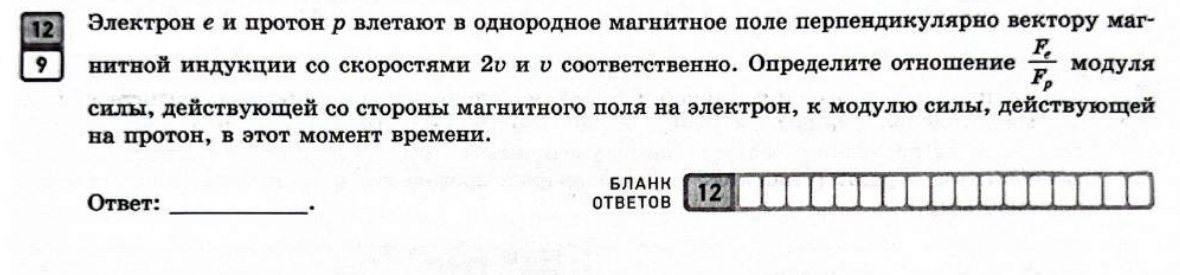 12
9
Электрон e и протон p влетают в однородное магнитное поле перпендикулярно вектору маг-
нитной индукции со скоростями 2υ и υ соответственно. Определите отношение Fₑ/Fₚ модуля
силы, действующей со стороны магнитного поля на электрон, к модулю силы, действующей
на протон, в этот момент времени.
Ответ: ____________.
БЛАНК
ОТВЕТОВ
12